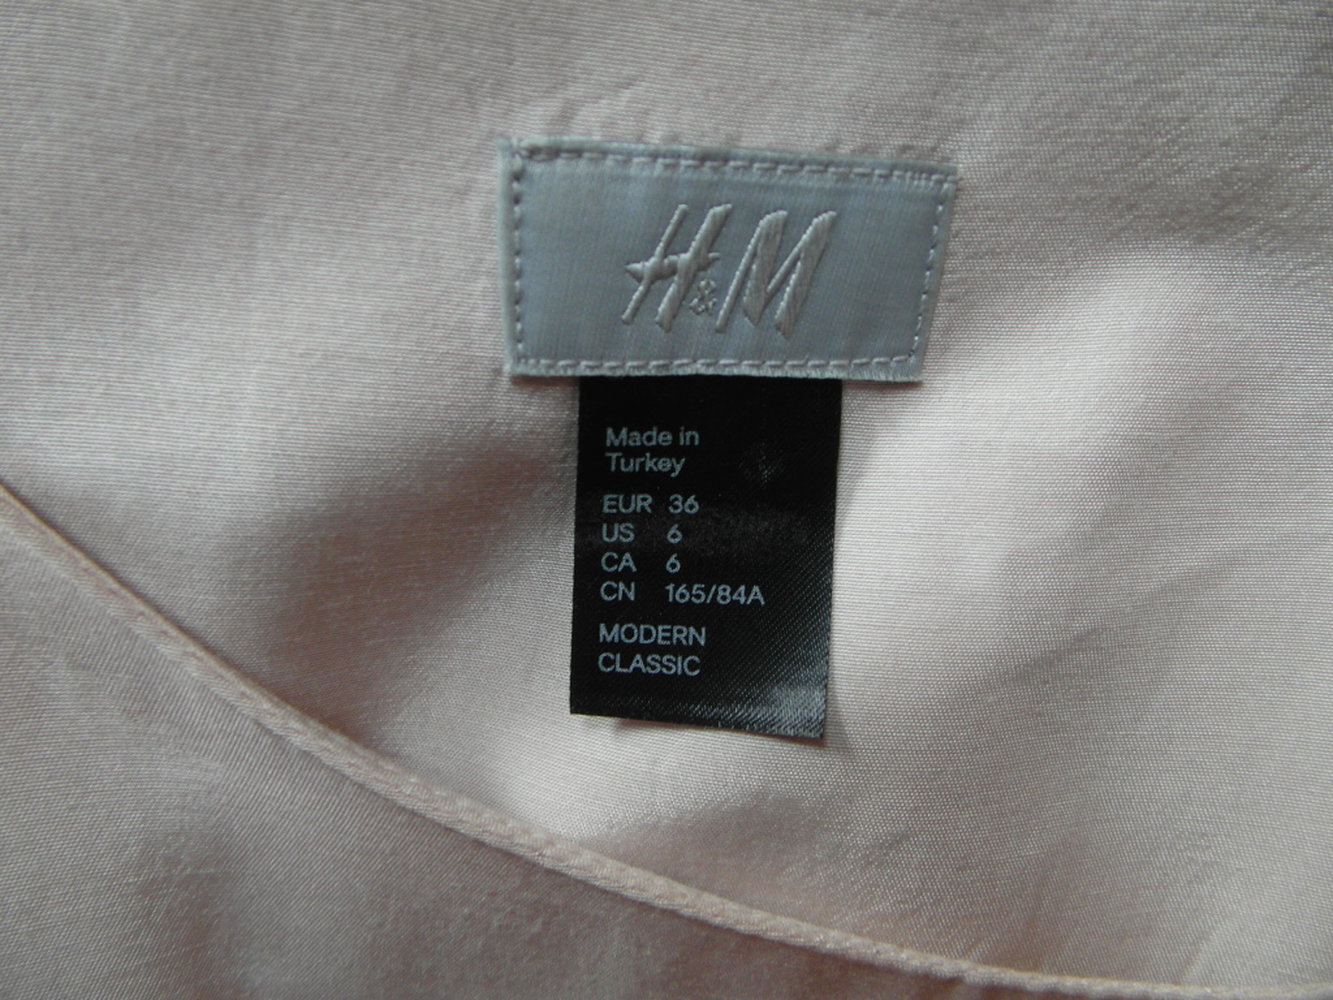 H&M
Made in
Turkey
EUR 36
US 6
CA 6
CN 165/84A
MODERN
CLASSIC